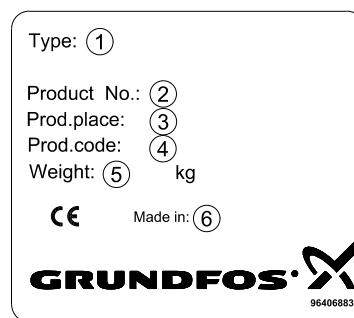 Type: 1
Product No.: 2
Prod.place: 3
Prod.code: 4
Weight: 5 kg
CE Made in: 6
GRUNDFOS
96406883